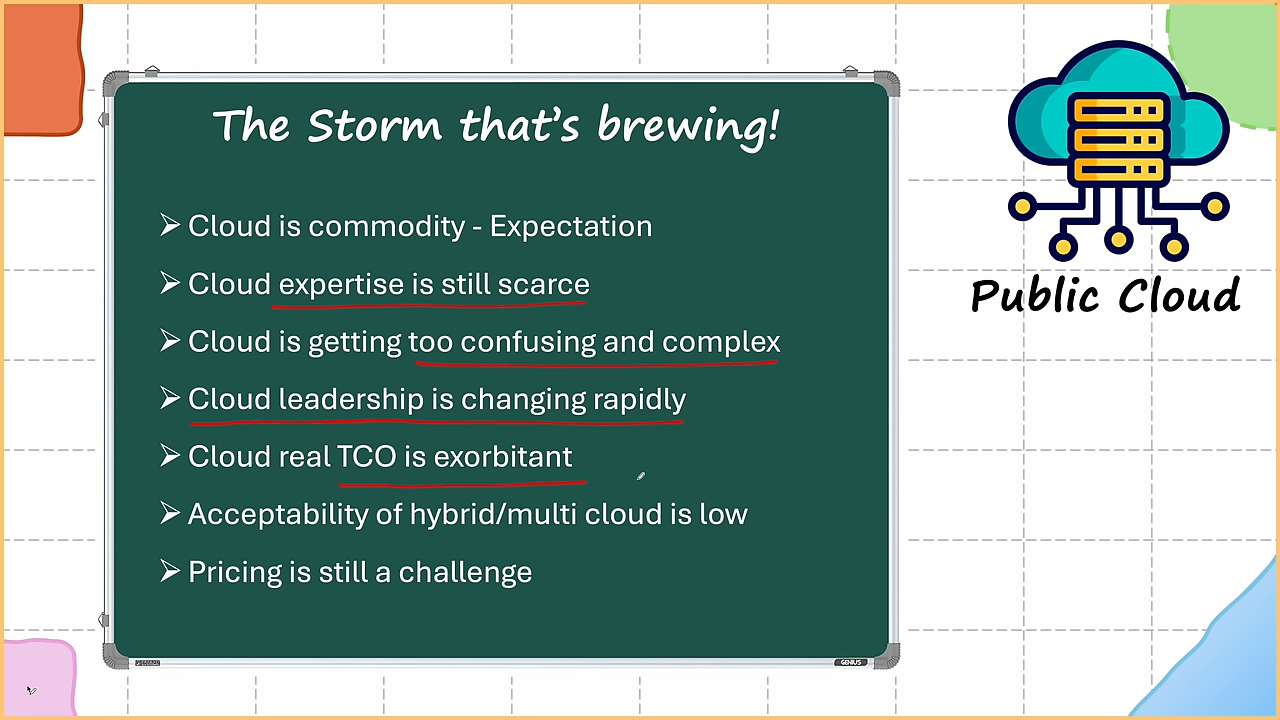 The Storm that's brewing!
➢ Cloud is commodity - Expectation
➢ Cloud expertise is still scarce
➢ Cloud is getting too confusing and complex
➢ Cloud leadership is changing rapidly
➢ Cloud real TCO is exorbitant
➢ Acceptability of hybrid/multi cloud is low
➢ Pricing is still a challenge
Public Cloud
GENIUS